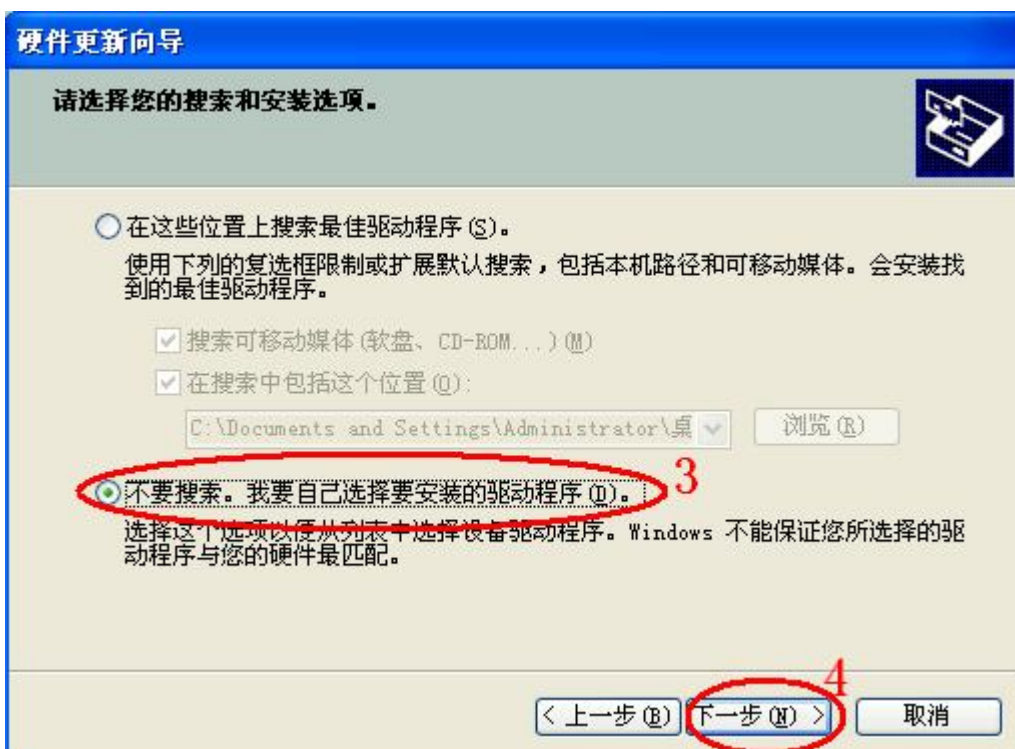 硬件更新向导
请选择您的搜索和安装选项。
在这些位置上搜索最佳驱动程序(S)。
使用下列的复选框限制或扩展默认搜索，包括本机路径和可移动媒体。会安装找
到的最佳驱动程序。
搜索可移动媒体(软盘、CD-ROM...)(M)
在搜索中包括这个位置(O):
C:\Documents and Settings\Administrator\桌
浏览(R)
3
不要搜索。我要自己选择要安装的驱动程序(D)。
选择这个选项以便从列表中选择设备驱动程序。Windows 不能保证您所选择的驱
动程序与您的硬件最匹配。
4
< 上一步(B) 下一步(N) > 取消